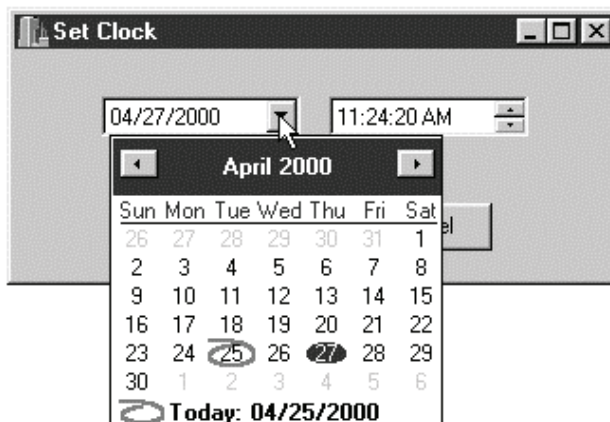 Set Clock
04/27/2000 11:24:20 AM
April 2000
Sun Mon Tue Wed Thu Fri Sat
26 27 28 29 30 31 1
2 3 4 5 6 7 8
9 10 11 12 13 14 15
16 17 18 19 20 21 22
23 24 25 26 27 28 29
30 1 2 3 4 5 6
Today: 04/25/2000